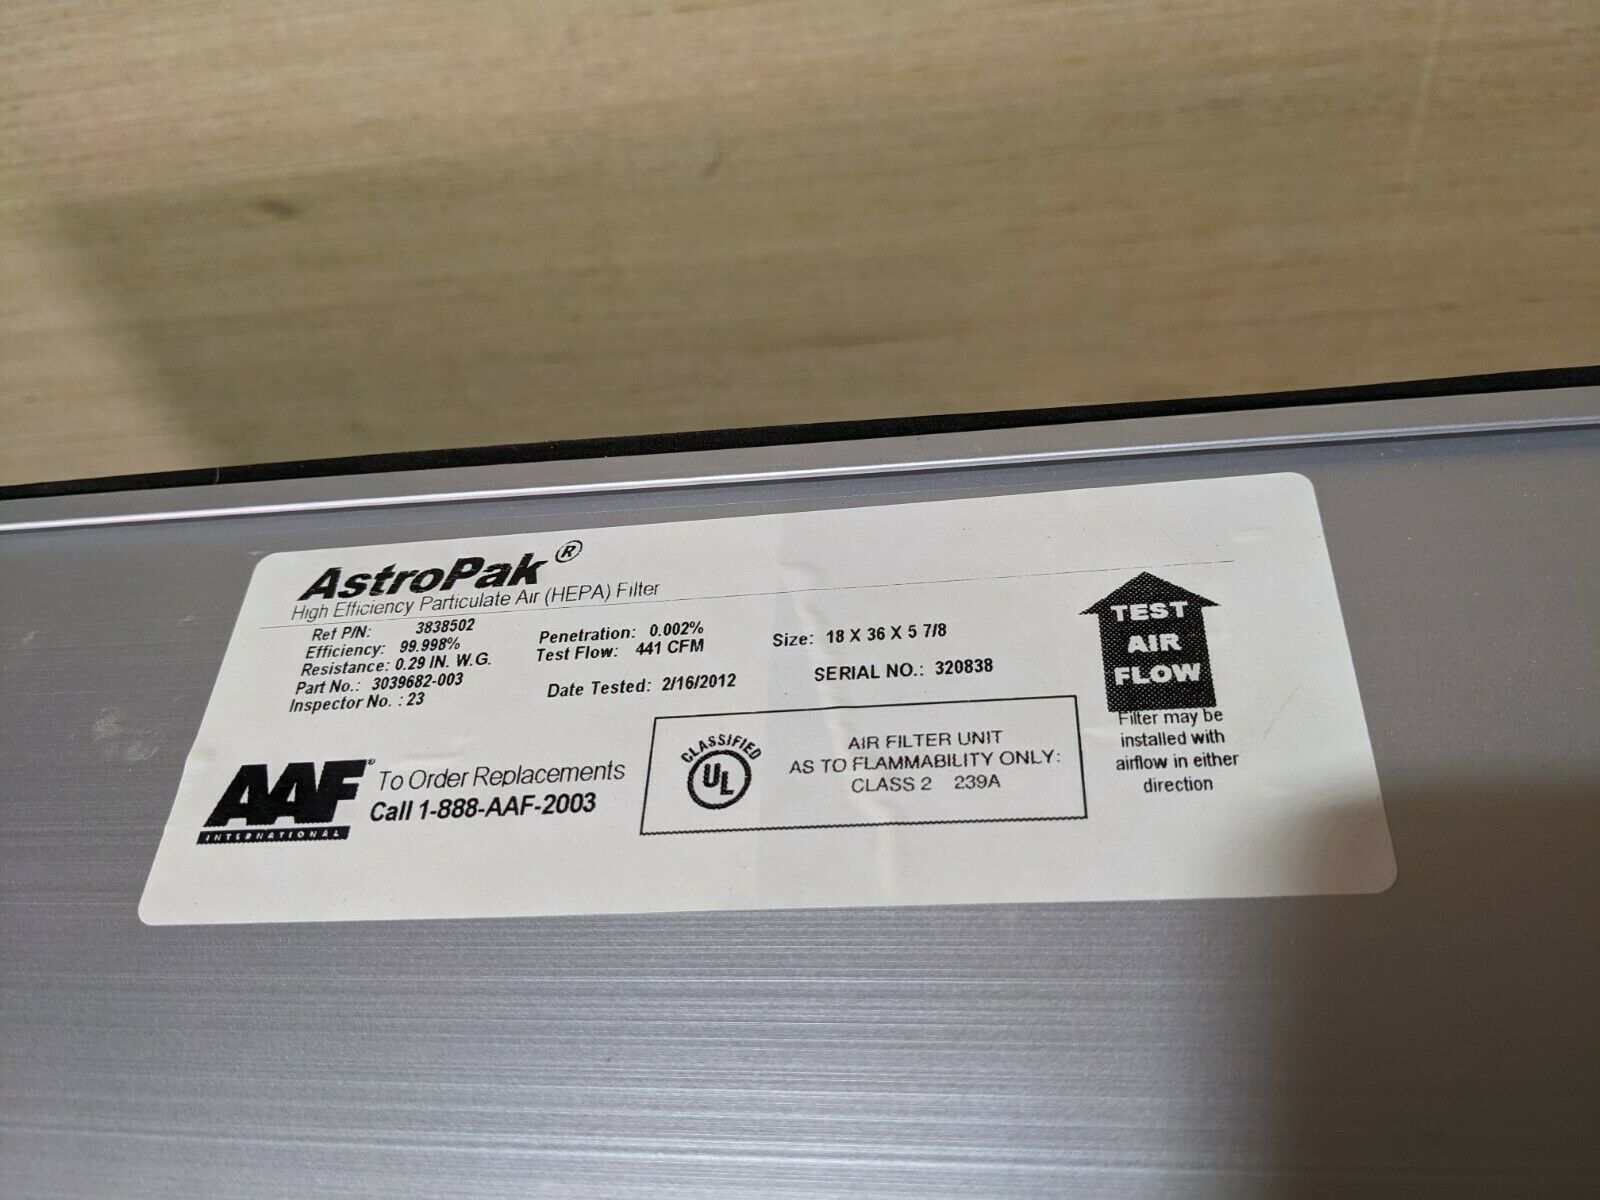 AstroPak®
High Efficiency Particulate Air (HEPA) Filter
Ref P/N: 3838502
Efficiency: 99.998%
Resistance: 0.29 IN. W.G.
Part No.: 3039682-003
Inspector No. : 23
Penetration: 0.002%
Test Flow: 441 CFM
Date Tested: 2/16/2012
Size: 18 X 36 X 5 7/8
SERIAL NO.: 320838
TEST
AIR
FLOW
Filter may be
installed with
airflow in either
direction
AAF®
INTERNATIONAL
To Order Replacements
Call 1-888-AAF-2003
CLASSIFIED
UL
AIR FILTER UNIT
AS TO FLAMMABILITY ONLY:
CLASS 2 239A